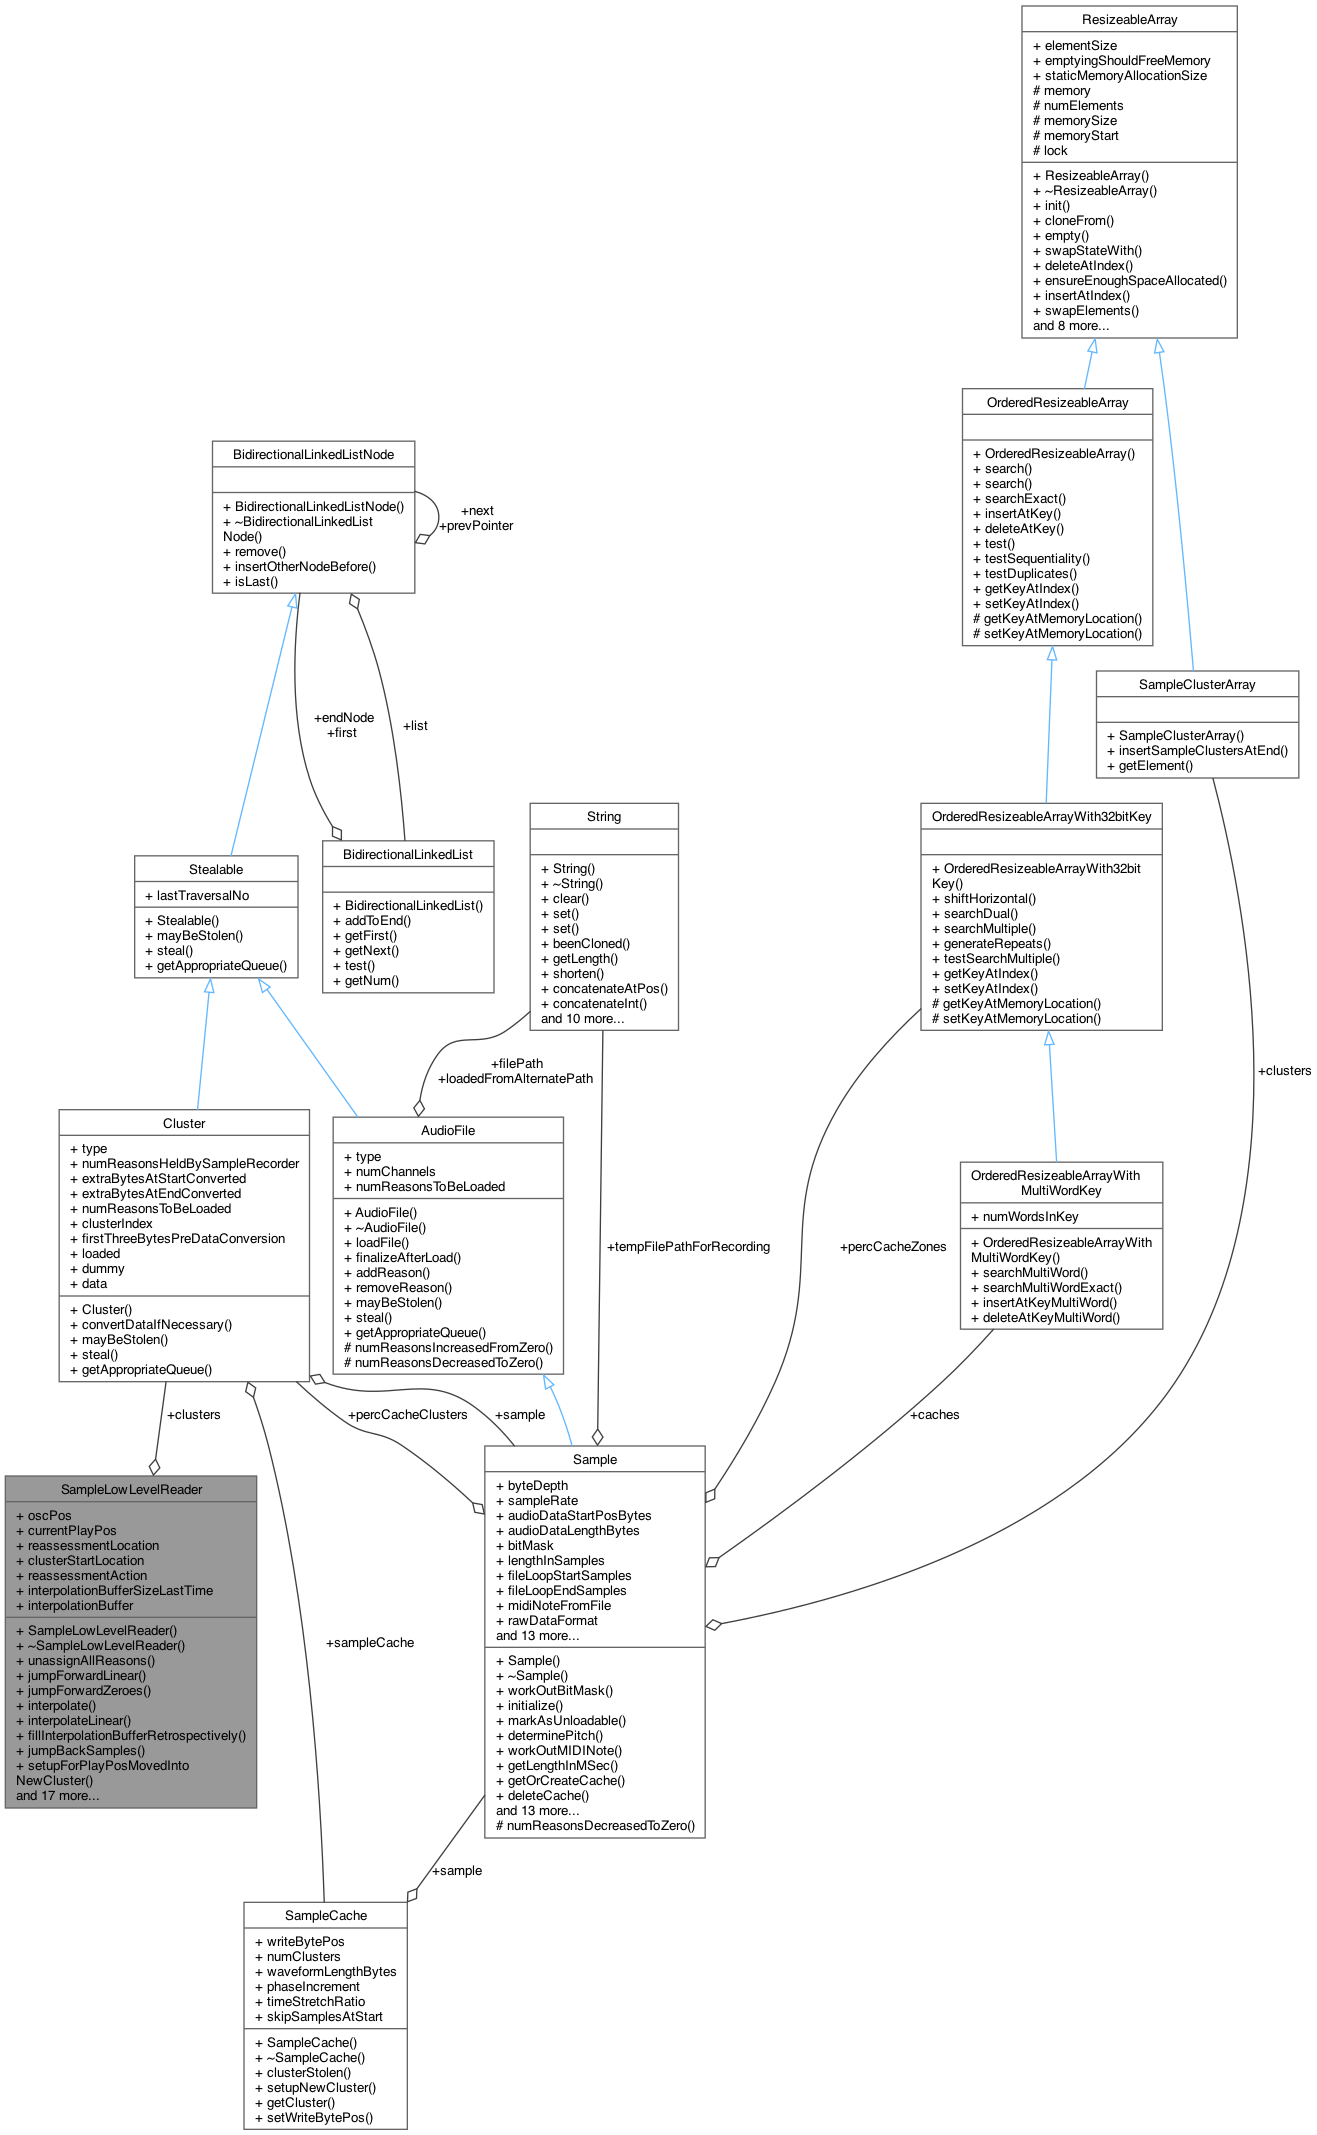 ResizeableArray
+ elementSize
+ emptyingShouldFreeMemory
+ staticMemoryAllocationSize
# memory
# numElements
# memorySize
# memoryStart
# lock
+ ResizeableArray()
+ ~ResizeableArray()
+ init()
+ cloneFrom()
+ empty()
+ swapStateWith()
+ deleteAtIndex()
+ ensureEnoughSpaceAllocated()
+ insertAtIndex()
+ swapElements()
and 8 more...
OrderedResizeableArray
+ OrderedResizeableArray()
+ search()
+ search()
+ searchExact()
+ insertAtKey()
+ deleteAtKey()
+ test()
+ testSequentiality()
+ testDuplicates()
+ getKeyAtIndex()
+ setKeyAtIndex()
# getKeyAtMemoryLocation()
# setKeyAtMemoryLocation()
BidirectionalLinkedListNode
+ BidirectionalLinkedListNode()
+ ~BidirectionalLinkedList
Node()
+ remove()
+ insertOtherNodeBefore()
+ isLast()
+next
+prevPointer
SampleClusterArray
+ SampleClusterArray()
+ insertSampleClustersAtEnd()
+ getElement()
+endNode
+first
+list
String
+ String()
+ ~String()
+ clear()
+ set()
+ set()
+ beenCloned()
+ getLength()
+ shorten()
+ concatenateAtPos()
+ concatenateInt()
and 10 more...
OrderedResizeableArrayWith32bitKey
+ OrderedResizeableArrayWith32bit
Key()
+ shiftHorizontal()
+ searchDual()
+ searchMultiple()
+ generateRepeats()
+ testSearchMultiple()
+ getKeyAtIndex()
+ setKeyAtIndex()
# getKeyAtMemoryLocation()
# setKeyAtMemoryLocation()
BidirectionalLinkedList
+ BidirectionalLinkedList()
+ addToEnd()
+ getFirst()
+ getNext()
+ test()
+ getNum()
Stealable
+ lastTraversalNo
+ Stealable()
+ mayBeStolen()
+ steal()
+ getAppropriateQueue()
+filePath
+loadedFromAlternatePath
+clusters
Cluster
+ type
+ numReasonsHeldBySampleRecorder
+ extraBytesAtStartConverted
+ extraBytesAtEndConverted
+ numReasonsToBeLoaded
+ clusterIndex
+ firstThreeBytesPreDataConversion
+ loaded
+ dummy
+ data
+ Cluster()
+ convertDataIfNecessary()
+ mayBeStolen()
+ steal()
+ getAppropriateQueue()
AudioFile
+ type
+ numChannels
+ numReasonsToBeLoaded
+ AudioFile()
+ ~AudioFile()
+ loadFile()
+ finalizeAfterLoad()
+ addReason()
+ removeReason()
+ mayBeStolen()
+ steal()
+ getAppropriateQueue()
# numReasonsIncreasedFromZero()
# numReasonsDecreasedToZero()
+tempFilePathForRecording
+percCacheZones
OrderedResizeableArrayWith
MultiWordKey
+ numWordsInKey
+ OrderedResizeableArrayWith
MultiWordKey()
+ searchMultiWord()
+ searchMultiWordExact()
+ insertAtKeyMultiWord()
+ deleteAtKeyMultiWord()
+clusters
+percCacheClusters
+sample
+caches
SampleLowLevelReader
+ oscPos
+ currentPlayPos
+ reassessmentLocation
+ clusterStartLocation
+ reassessmentAction
+ interpolationBufferSizeLastTime
+ interpolationBuffer
+ SampleLowLevelReader()
+ ~SampleLowLevelReader()
+ unassignAllReasons()
+ jumpForwardLinear()
+ jumpForwardZeroes()
+ interpolate()
+ interpolateLinear()
+ fillInterpolationBufferRetrospectively()
+ jumpBackSamples()
+ setupForPlayPosMovedInto
NewCluster()
and 17 more...
Sample
+ byteDepth
+ sampleRate
+ audioDataStartPosBytes
+ audioDataLengthBytes
+ bitMask
+ lengthInSamples
+ fileLoopStartSamples
+ fileLoopEndSamples
+ midiNoteFromFile
+ rawDataFormat
and 13 more...
+ Sample()
+ ~Sample()
+ workOutBitMask()
+ initialize()
+ markAsUnloadable()
+ determinePitch()
+ workOutMIDINote()
+ getLengthInMSec()
+ getOrCreateCache()
+ deleteCache()
and 13 more...
# numReasonsDecreasedToZero()
+sampleCache
+sample
SampleCache
+ writeBytePos
+ numClusters
+ waveformLengthBytes
+ phaseIncrement
+ timeStretchRatio
+ skipSamplesAtStart
+ SampleCache()
+ ~SampleCache()
+ clusterStolen()
+ setupNewCluster()
+ getCluster()
+ setWriteBytePos()